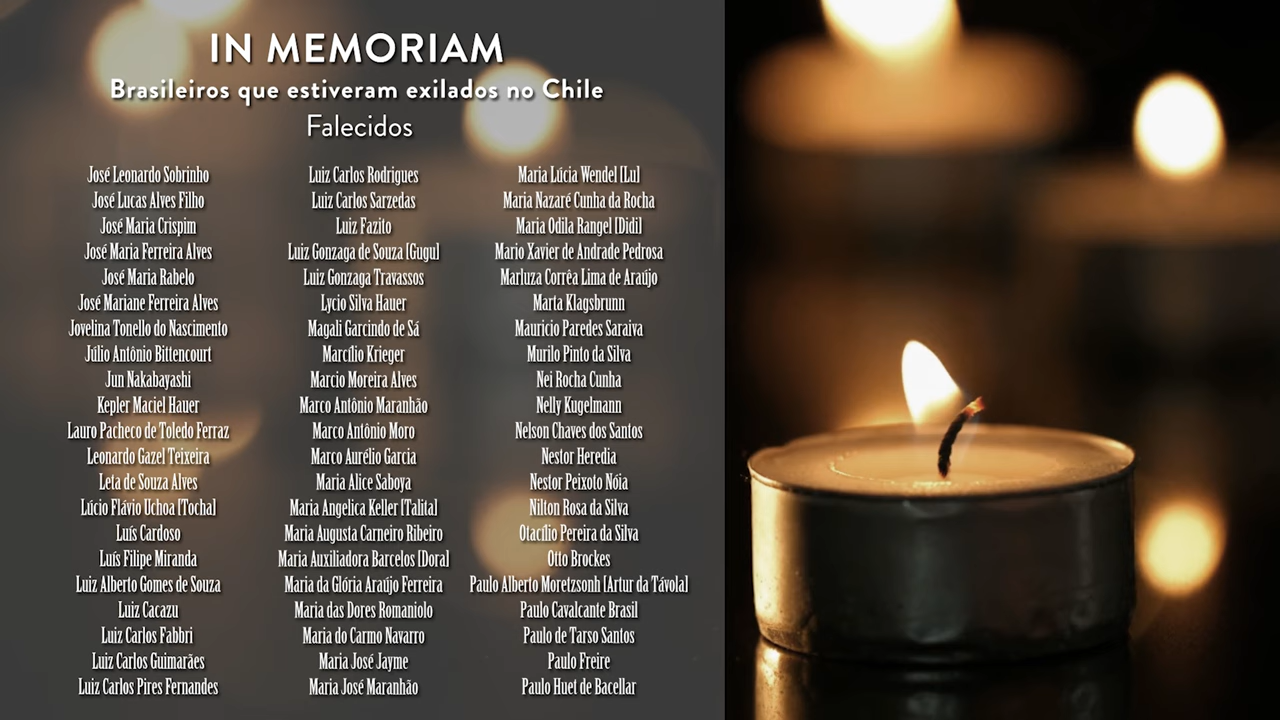 IN MEMORIAM
Brasileiros que estiveram exilados no Chile
Falecidos
José Leonardo Sobrinho
José Lucas Alves Filho
José Maria Crispim
José Maria Ferreira Alves
José Maria Rabelo
José Mariane Ferreira Alves
Jovelina Tonello do Nascimento
Júlio Antônio Bittencourt
Jun Nakabayashi
Kepler Maciel Hauer
Lauro Pacheco de Toledo Ferraz
Leonardo Gazel Teixeira
Leta de Souza Alves
Lúcio Flávio Uchoa [Tocha]
Luís Cardoso
Luís Filipe Miranda
Luiz Alberto Gomes de Souza
Luiz Cacazu
Luiz Carlos Fabbri
Luiz Carlos Guimarães
Luiz Carlos Pires Fernandes
Luiz Carlos Rodrigues
Luiz Carlos Sarzedas
Luiz Fazito
Luiz Gonzaga de Souza [Gugu]
Luiz Gonzaga Travassos
Lycio Silva Hauer
Magali Garcindo de Sá
Marcílio Krieger
Marcio Moreira Alves
Marco Antônio Maranhão
Marco Antônio Moro
Marco Aurélio Garcia
Maria Alice Saboya
Maria Angelica Keller [Talita]
Maria Augusta Carneiro Ribeiro
Maria Auxiliadora Barcelos [Dora]
Maria da Glória Araújo Ferreira
Maria das Dores Romaniolo
Maria do Carmo Navarro
Maria José Jayme
Maria José Maranhão
Maria Lúcia Wendel [Lu]
Maria Nazaré Cunha da Rocha
Maria Odila Rangel [Didi]
Mario Xavier de Andrade Pedrosa
Marluza Corrêa Lima de Araújo
Marta Klagsbrunn
Mauricio Paredes Saraiva
Murilo Pinto da Silva
Nei Rocha Cunha
Nelly Kugelmann
Nelson Chaves dos Santos
Nestor Heredia
Nestor Peixoto Nóia
Nilton Rosa da Silva
Otacílio Pereira da Silva
Otto Brockes
Paulo Alberto Moretzsonh [Artur da Távola]
Paulo Cavalcante Brasil
Paulo de Tarso Santos
Paulo Freire
Paulo Huet de Bacellar